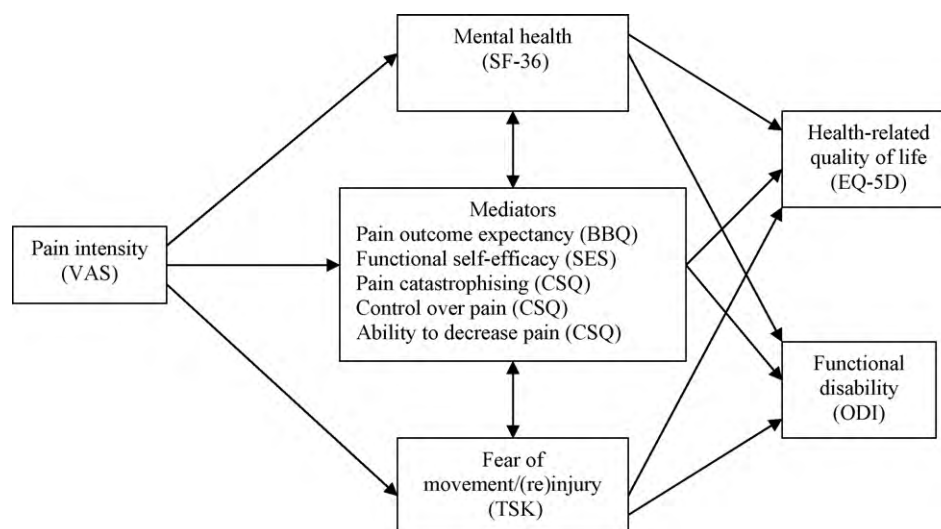 Mental health
(SF-36)
Health-related
quality of life
(EQ-5D)
Pain intensity
(VAS)
Mediators
Pain outcome expectancy (BBQ)
Functional self-efficacy (SES)
Pain catastrophising (CSQ)
Control over pain (CSQ)
Ability to decrease pain (CSQ)
Functional
disability
(ODI)
Fear of
movement/(re)injury
(TSK)